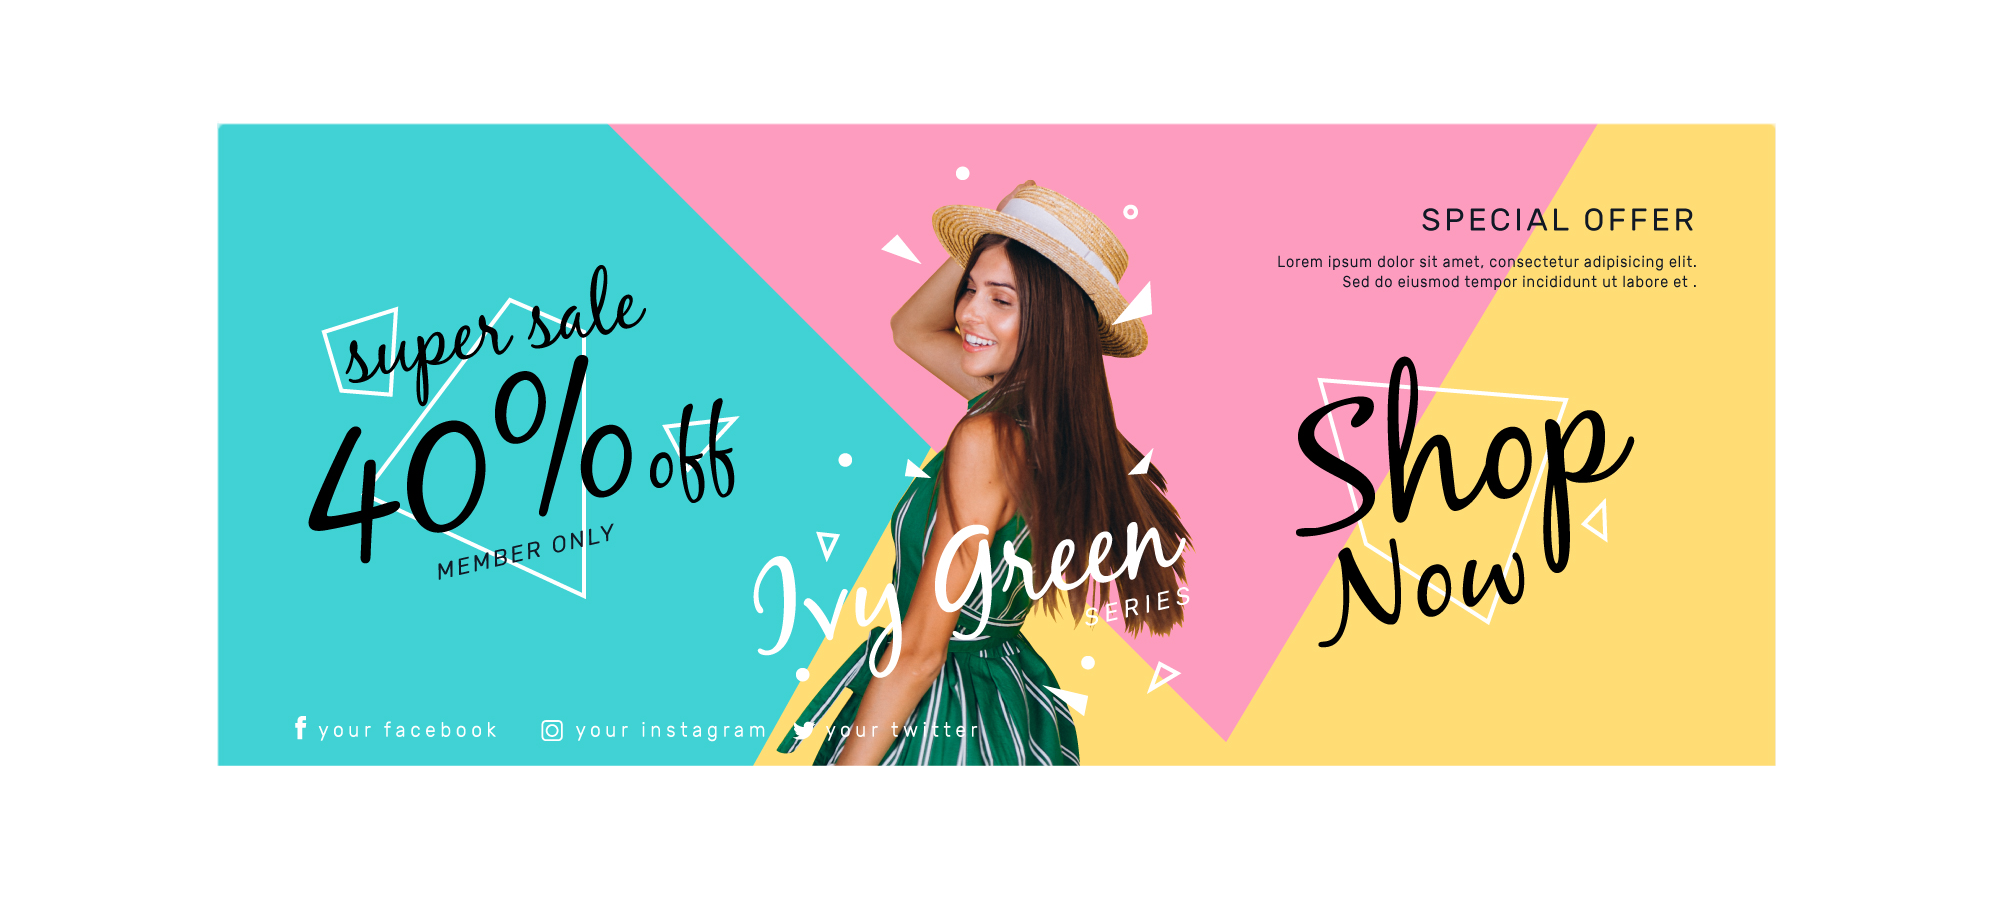 super sale
40% off
MEMBER ONLY
Ivy Green
SERIES
SPECIAL OFFER
Lorem ipsum dolor sit amet, consectetur adipisicing elit.
Sed do eiusmod tempor incididunt ut labore et .
Shop
Now
your facebook
your instagram
your twitter